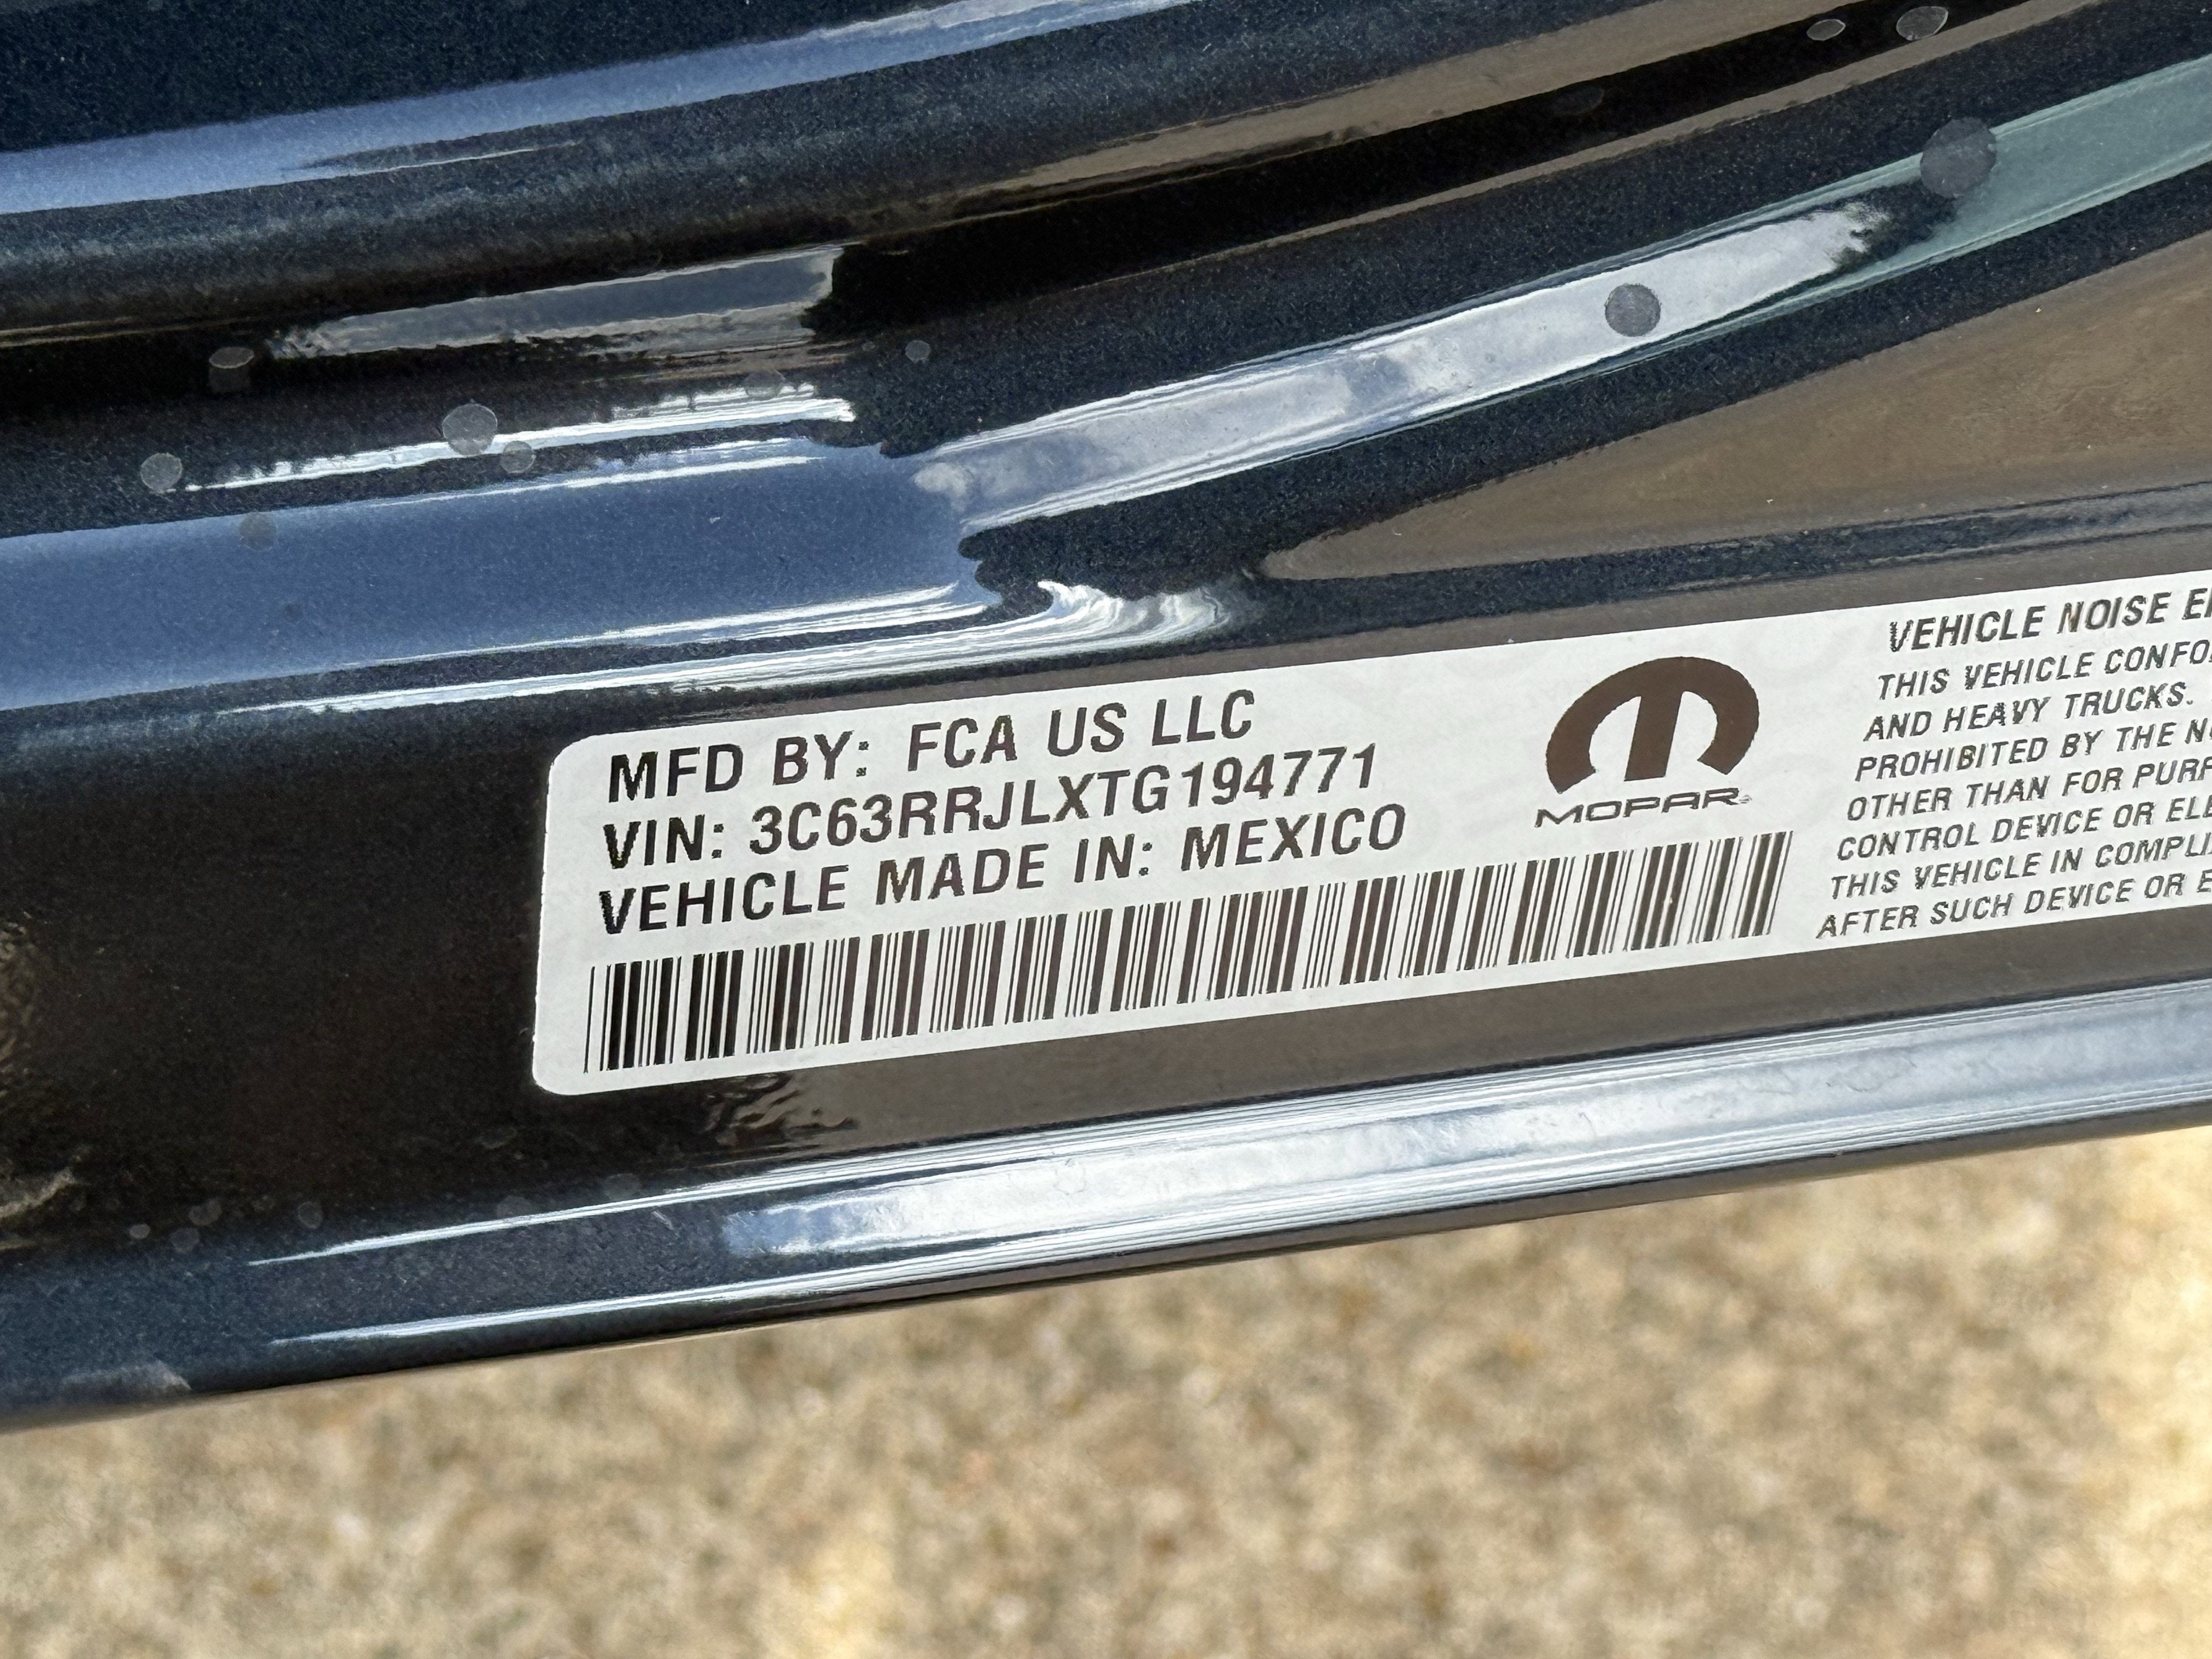 MFD BY: FCA US LLC
VIN: 3C63RRJLXTG194771
VEHICLE MADE IN: MEXICO
MOPAR
VEHICLE NOISE
THIS VEHICLE
AND HEAVY TRUCKS.
PROHIBITED BY THE
OTHER THAN FOR
CONTROL DEVICE OR
THIS VEHICLE IN
AFTER SUCH DEVICE OR